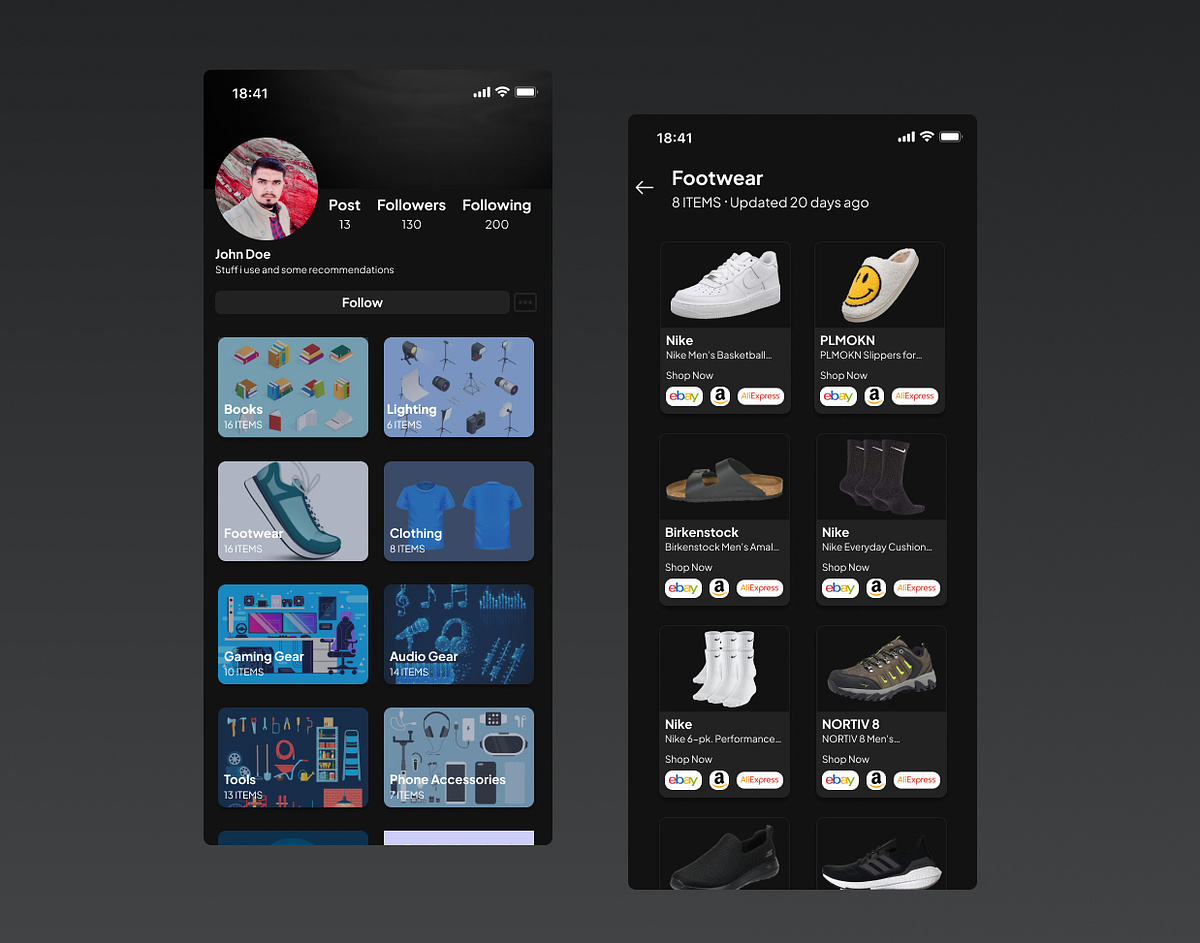 18:41
Post Followers Following
13 130 200
John Doe
Stuff i use and some recommendations
Follow
Books
16 ITEMS
Lighting
6 ITEMS
Footwear
16 ITEMS
Clothing
8 ITEMS
Gaming Gear
10 ITEMS
Audio Gear
14 ITEMS
Tools
13 ITEMS
Phone Accessories
7 ITEMS
18:41
Footwear
8 ITEMS · Updated 20 days ago
Nike
Nike Men's Basketball...
Shop Now
ebay a AliExpress
PLMOKN
PLMOKN Slippers for...
Shop Now
ebay a AliExpress
Birkenstock
Birkenstock Men's Amal...
Shop Now
ebay a AliExpress
Nike
Nike Everyday Cushion...
Shop Now
ebay a AliExpress
Nike
Nike 6-pk. Performance...
Shop Now
ebay a AliExpress
NORTIV 8
NORTIV 8 Men's...
Shop Now
ebay a AliExpress